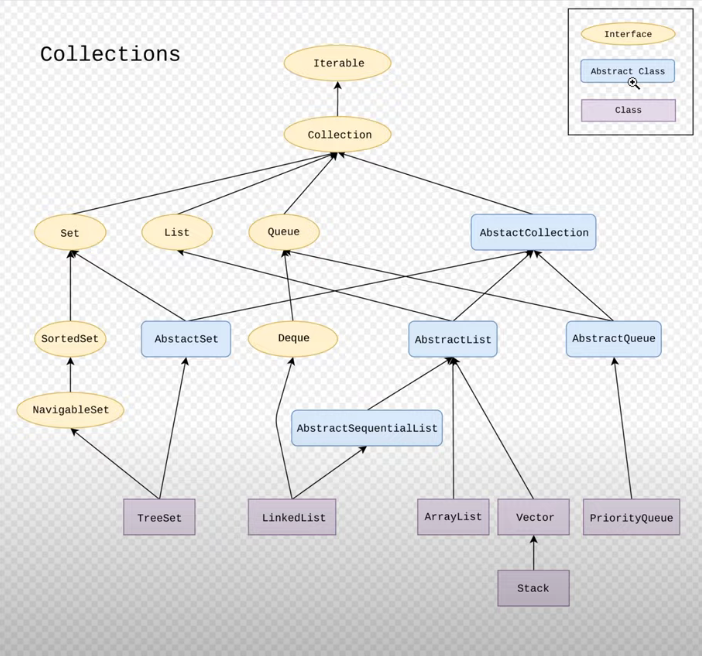 Collections
Interface
Abstract Class
Class
Iterable
Collection
Set
List
Queue
AbstactCollection
SortedSet
AbstactSet
Deque
AbstractList
AbstractQueue
NavigableSet
AbstractSequentialList
TreeSet
LinkedList
ArrayList
Vector
PriorityQueue
Stack